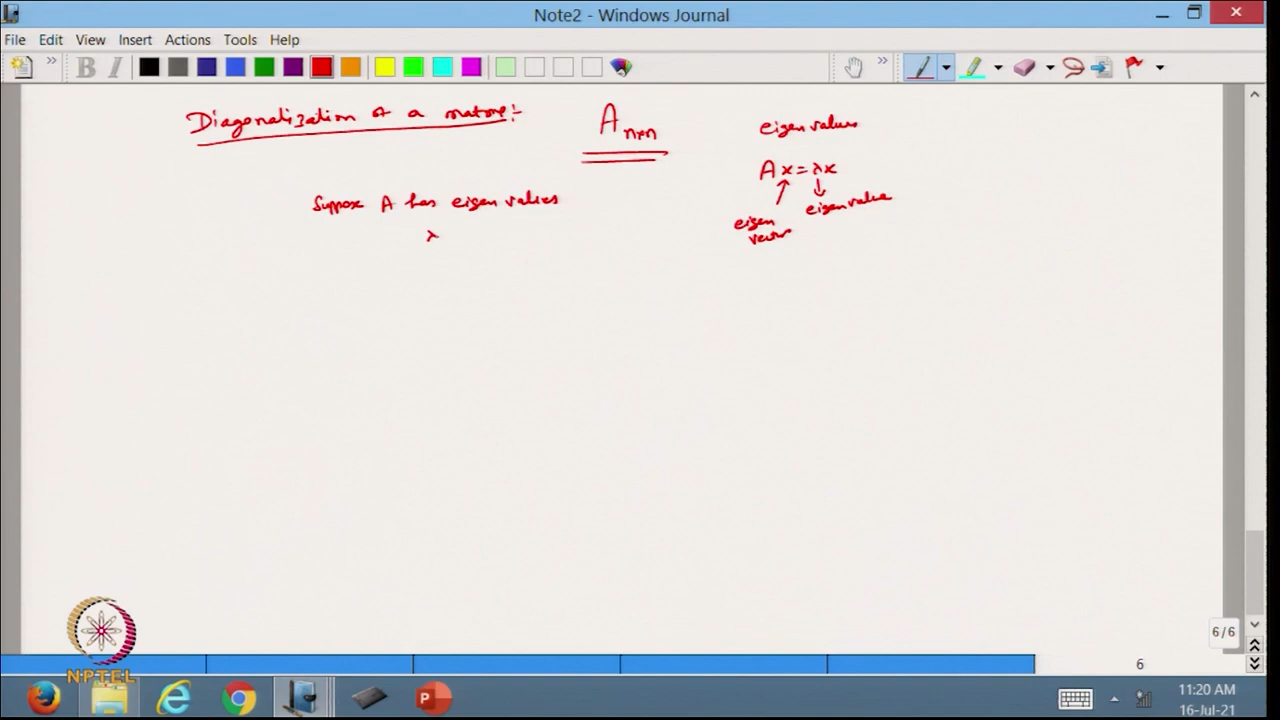 Note2 - Windows Journal
File Edit View Insert Actions Tools Help
B I
Diagonalization of a matrix:-
A n×n
eigen values
Ax=λx
eigen vector
eigen value
Suppose A has eigen values
λ
6/6
NPTEL
6
11:20 AM
16-Jul-21